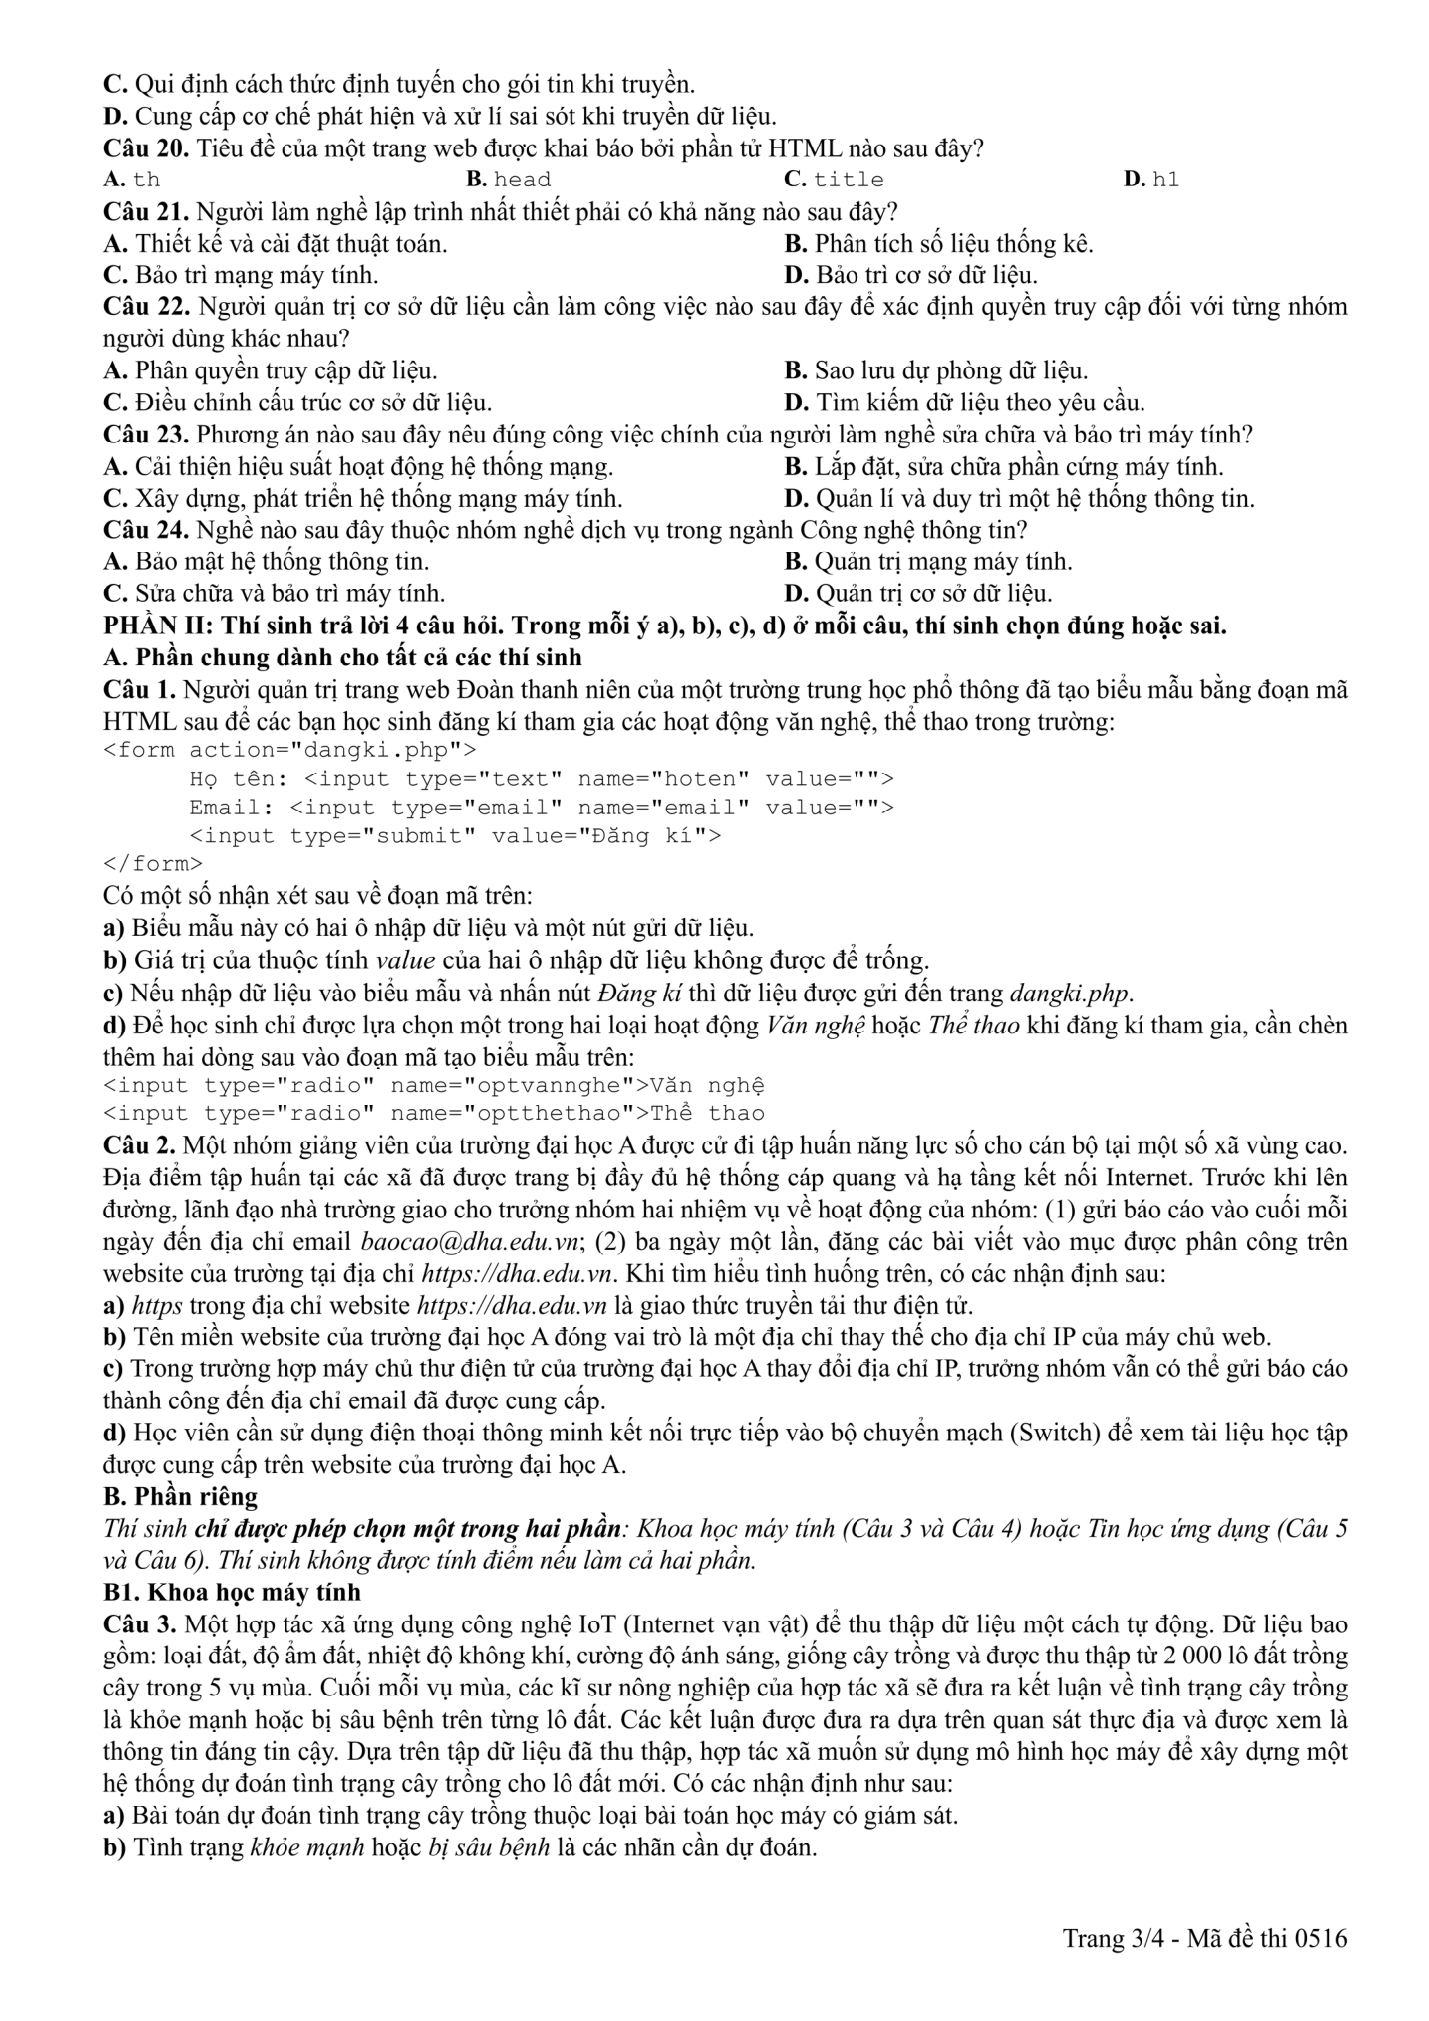 C. Qui định cách thức định tuyến cho gói tin khi truyền.
D. Cung cấp cơ chế phát hiện và xử lí sai sót khi truyền dữ liệu.
Câu 20. Tiêu đề của một trang web được khai báo bởi phần tử HTML nào sau đây?
A. th B. head C. title D. h1
Câu 21. Người làm nghề lập trình nhất thiết phải có khả năng nào sau đây?
A. Thiết kế và cài đặt thuật toán. B. Phân tích số liệu thống kê.
C. Bảo trì mạng máy tính. D. Bảo trì cơ sở dữ liệu.
Câu 22. Người quản trị cơ sở dữ liệu cần làm công việc nào sau đây để xác định quyền truy cập đối với từng nhóm
người dùng khác nhau?
A. Phân quyền truy cập dữ liệu. B. Sao lưu dự phòng dữ liệu.
C. Điều chỉnh cấu trúc cơ sở dữ liệu. D. Tìm kiếm dữ liệu theo yêu cầu.
Câu 23. Phương án nào sau đây nêu đúng công việc chính của người làm nghề sửa chữa và bảo trì máy tính?
A. Cải thiện hiệu suất hoạt động hệ thống mạng. B. Lắp đặt, sửa chữa phần cứng máy tính.
C. Xây dựng, phát triển hệ thống mạng máy tính. D. Quản lí và duy trì một hệ thống thông tin.
Câu 24. Nghề nào sau đây thuộc nhóm nghề dịch vụ trong ngành Công nghệ thông tin?
A. Bảo mật hệ thống thông tin. B. Quản trị mạng máy tính.
C. Sửa chữa và bảo trì máy tính. D. Quản trị cơ sở dữ liệu.
PHẦN II: Thí sinh trả lời 4 câu hỏi. Trong mỗi ý a), b), c), d) ở mỗi câu, thí sinh chọn đúng hoặc sai.
A. Phần chung dành cho tất cả các thí sinh
Câu 1. Người quản trị trang web Đoàn thanh niên của một trường trung học phổ thông đã tạo biểu mẫu bằng đoạn mã
HTML sau để các bạn học sinh đăng kí tham gia các hoạt động văn nghệ, thể thao trong trường:
<form action="dangki.php">
Họ tên: <input type="text" name="hoten" value="">
Email: <input type="email" name="email" value="">
<input type="submit" value="Đăng kí">
</form>
Có một số nhận xét sau về đoạn mã trên:
a) Biểu mẫu này có hai ô nhập dữ liệu và một nút gửi dữ liệu.
b) Giá trị của thuộc tính value của hai ô nhập dữ liệu không được để trống.
c) Nếu nhập dữ liệu vào biểu mẫu và nhấn nút Đăng kí thì dữ liệu được gửi đến trang dangki.php.
d) Để học sinh chỉ được lựa chọn một trong hai loại hoạt động Văn nghệ hoặc Thể thao khi đăng kí tham gia, cần chèn
thêm hai dòng sau vào đoạn mã tạo biểu mẫu trên:
<input type="radio" name="optvannghe">Văn nghệ
<input type="radio" name="optthethao">Thể thao
Câu 2. Một nhóm giảng viên của trường đại học A được cử đi tập huấn năng lực số cho cán bộ tại một số xã vùng cao.
Địa điểm tập huấn tại các xã đã được trang bị đầy đủ hệ thống cáp quang và hạ tầng kết nối Internet. Trước khi lên
đường, lãnh đạo nhà trường giao cho trưởng nhóm hai nhiệm vụ về hoạt động của nhóm: (1) gửi báo cáo vào cuối mỗi
ngày đến địa chỉ email baocao@dha.edu.vn; (2) ba ngày một lần, đăng các bài viết vào mục được phân công trên
website của trường tại địa chỉ https://dha.edu.vn. Khi tìm hiểu tình huống trên, có các nhận định sau:
a) https trong địa chỉ website https://dha.edu.vn là giao thức truyền tải thư điện tử.
b) Tên miền website của trường đại học A đóng vai trò là một địa chỉ thay thế cho địa chỉ IP của máy chủ web.
c) Trong trường hợp máy chủ thư điện tử của trường đại học A thay đổi địa chỉ IP, trưởng nhóm vẫn có thể gửi báo cáo
thành công đến địa chỉ email đã được cung cấp.
d) Học viên cần sử dụng điện thoại thông minh kết nối trực tiếp vào bộ chuyển mạch (Switch) để xem tài liệu học tập
được cung cấp trên website của trường đại học A.
B. Phần riêng
Thí sinh chỉ được phép chọn một trong hai phần: Khoa học máy tính (Câu 3 và Câu 4) hoặc Tin học ứng dụng (Câu 5
và Câu 6). Thí sinh không được tính điểm nếu làm cả hai phần.
B1. Khoa học máy tính
Câu 3. Một hợp tác xã ứng dụng công nghệ IoT (Internet vạn vật) để thu thập dữ liệu một cách tự động. Dữ liệu bao
gồm: loại đất, độ ẩm đất, nhiệt độ không khí, cường độ ánh sáng, giống cây trồng và được thu thập từ 2 000 lô đất trồng
cây trong 5 vụ mùa. Cuối mỗi vụ mùa, các kĩ sư nông nghiệp của hợp tác xã sẽ đưa ra kết luận về tình trạng cây trồng
là khỏe mạnh hoặc bị sâu bệnh trên từng lô đất. Các kết luận được đưa ra dựa trên quan sát thực địa và được xem là
thông tin đáng tin cậy. Dựa trên tập dữ liệu đã thu thập, hợp tác xã muốn sử dụng mô hình học máy để xây dựng một
hệ thống dự đoán tình trạng cây trồng cho lô đất mới. Có các nhận định như sau:
a) Bài toán dự đoán tình trạng cây trồng thuộc loại bài toán học máy có giám sát.
b) Tình trạng khỏe mạnh hoặc bị sâu bệnh là các nhãn cần dự đoán.
Trang 3/4 - Mã đề thi 0516